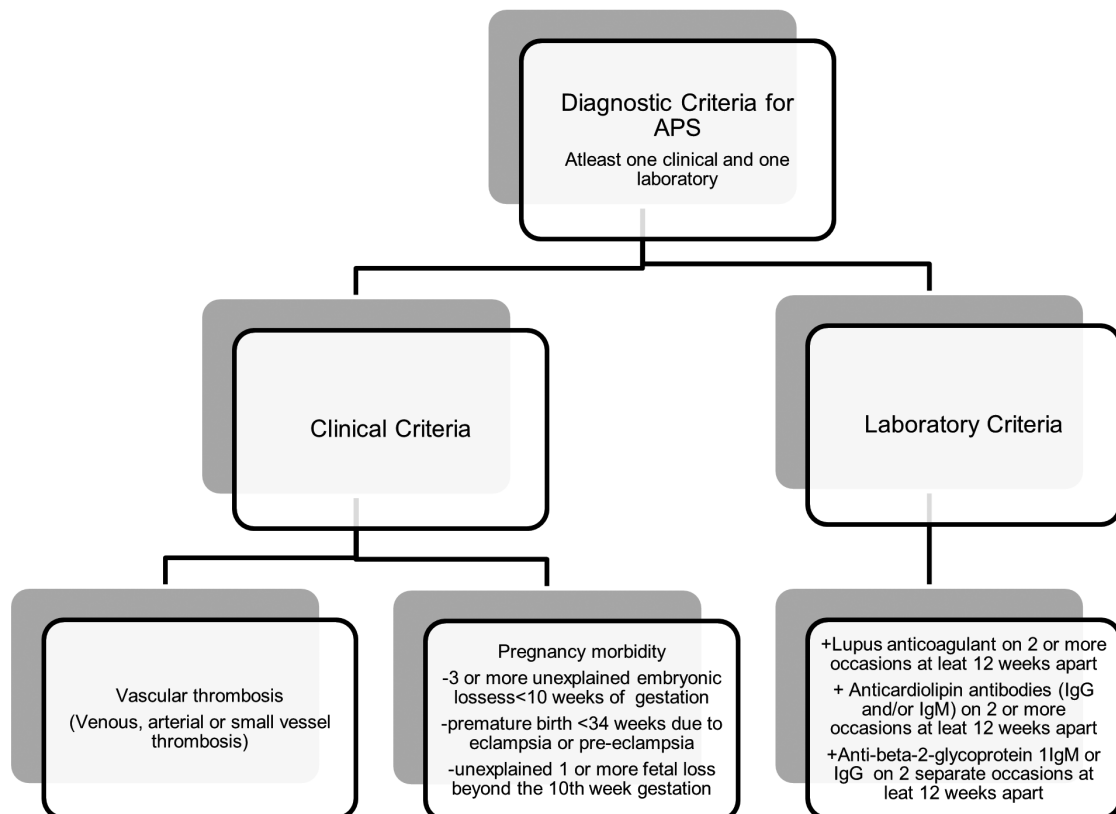 Diagnostic Criteria for
APS
Atleast one clinical and one
laboratory
Clinical Criteria
Laboratory Criteria
Vascular thrombosis
(Venous, arterial or small vessel
thrombosis)
Pregnancy morbidity
-3 or more unexplained embryonic
lossess<10 weeks of gestation
-premature birth <34 weeks due to
eclampsia or pre-eclampsia
-unexplained 1 or more fetal loss
beyond the 10th week gestation
+Lupus anticoagulant on 2 or more
occasions at leat 12 weeks apart
+ Anticardiolipin antibodies (IgG
and/or IgM) on 2 or more
occasions at least 12 weeks apart
+Anti-beta-2-glycoprotein 1IgM or
IgG on 2 separate occasions at
leat 12 weeks apart